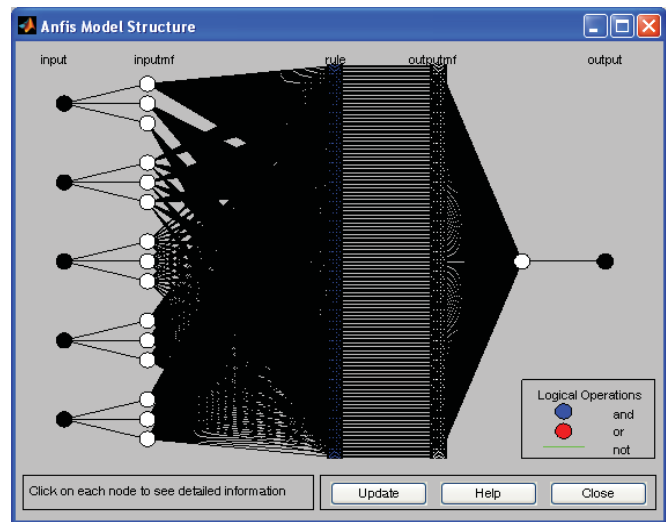 Anfis Model Structure
input inputmf rule outputmf output
Logical Operations
and
or
not
Click on each node to see detailed information
Update Help Close